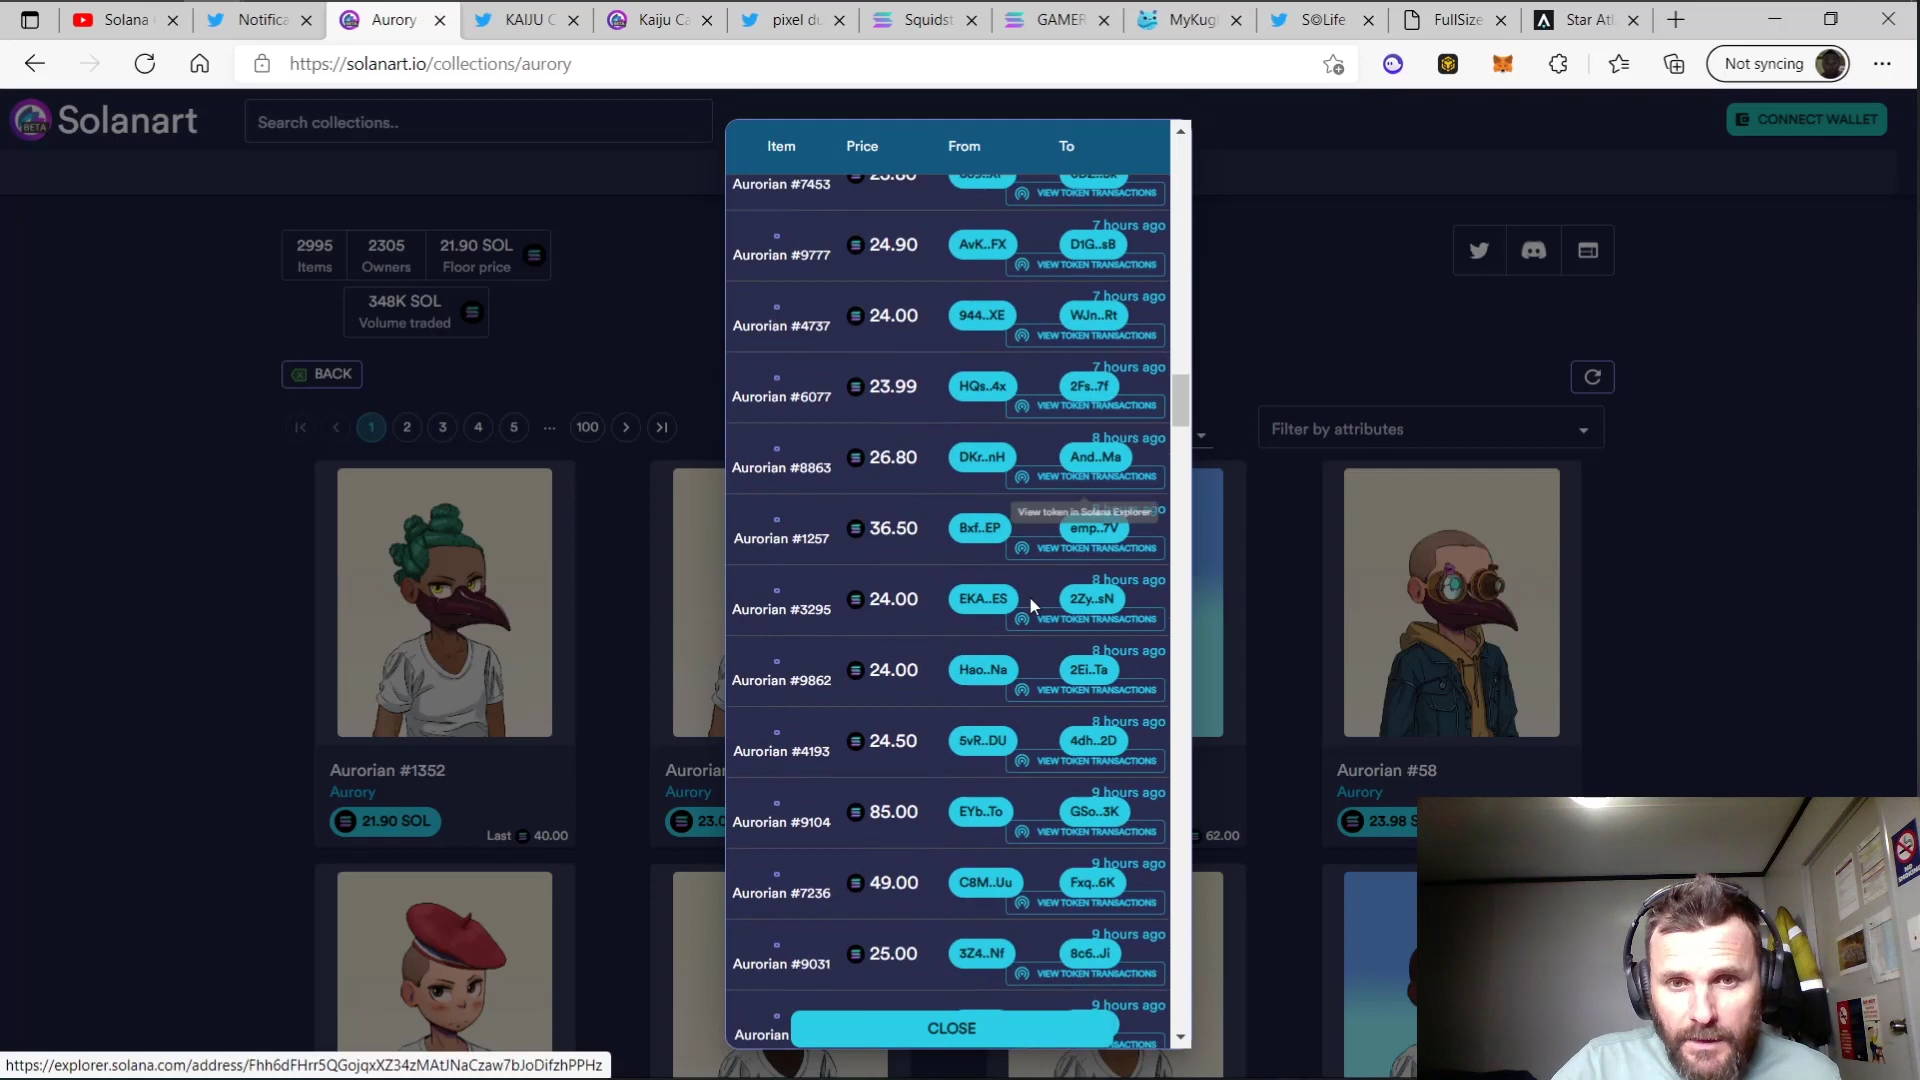 Solana
Notifica
Aurory
KAIJU C
Kaiju Ca
pixel du
Squidst
GAMER
MyKugl
S@Life
FullSize
Star Atl
https://solanart.io/collections/aurory
Not syncing
BETA
Solanart
Search collections..
CONNECT WALLET
2995
Items
2305
Owners
21.90 SOL
Floor price
348K SOL
Volume traded
BACK
1 2 3 4 5 ... 100
Filter by attributes
Item Price From To
Aurorian #7453
VIEW TOKEN TRANSACTIONS
7 hours ago
Aurorian #9777 24.90 AvK..FX D1G..sB
VIEW TOKEN TRANSACTIONS
7 hours ago
Aurorian #4737 24.00 944..XE WJn..Rt
VIEW TOKEN TRANSACTIONS
7 hours ago
Aurorian #6077 23.99 HQs..4x 2Fs..7f
VIEW TOKEN TRANSACTIONS
8 hours ago
Aurorian #8863 26.80 DKr..nH And..Ma
VIEW TOKEN TRANSACTIONS
View token in Solana Explorer
Aurorian #1257 36.50 Bxf..EP emp..7V
VIEW TOKEN TRANSACTIONS
8 hours ago
Aurorian #3295 24.00 EKA..ES 2Zy..sN
VIEW TOKEN TRANSACTIONS
8 hours ago
Aurorian #9862 24.00 Hao..Na 2Ei..Ta
VIEW TOKEN TRANSACTIONS
8 hours ago
Aurorian #4193 24.50 5vR..DU 4dh..2D
VIEW TOKEN TRANSACTIONS
9 hours ago
Aurorian #9104 85.00 EYb..To GSo..3K
VIEW TOKEN TRANSACTIONS
9 hours ago
Aurorian #7236 49.00 C8M..Uu Fxq..6K
VIEW TOKEN TRANSACTIONS
9 hours ago
Aurorian #9031 25.00 3Z4..Nf 8c6..Ji
VIEW TOKEN TRANSACTIONS
9 hours ago
Aurorian
CLOSE
Aurorian #1352
Aurory
21.90 SOL
Last 40.00
Auroria
Aurory
23.0
62.00
Aurorian #58
Aurory
23.98 S
https://explorer.solana.com/address/Fhh6dFHrr5QGojqxXZ34zMAtJNaCzaw7bJoDifzhPPHz